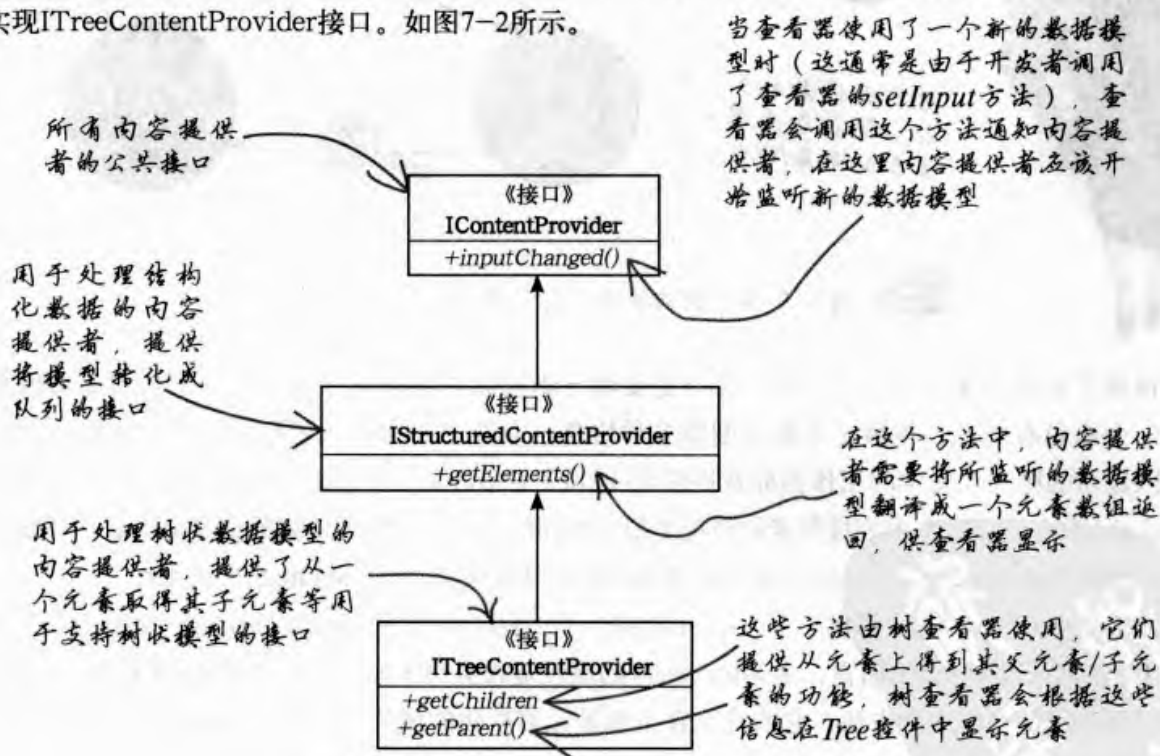 实现ITreeContentProvider接口。如图7-2所示。
当查看器使用了一个新的数据模
型时（这通常是由于开发者调用
了查看器的setInput方法），查
看器会调用这个方法通知内容提
供者，在这里内容提供者应该开
始监听新的数据模型
所有内容提供
者的公共接口
《接口》
IContentProvider
+inputChanged()
用于处理结构
化数据的内容
提供者，提供
将模型转化成
队列的接口
《接口》
IStructuredContentProvider
+getElements()
在这个方法中，内容提供
者需要将所监听的数据模
型翻译成一个元素数组返
回，供查看器显示
用于处理树状数据模型的
内容提供者，提供了从一
个元素取得其子元素等用
于支持树状模型的接口
《接口》
ITreeContentProvider
+getChildren
+getParent()
这些方法由树查看器使用，它们
提供从元素上得到其父元素/子元
素的功能，树查看器会根据这些
信息在Tree控件中显示元素